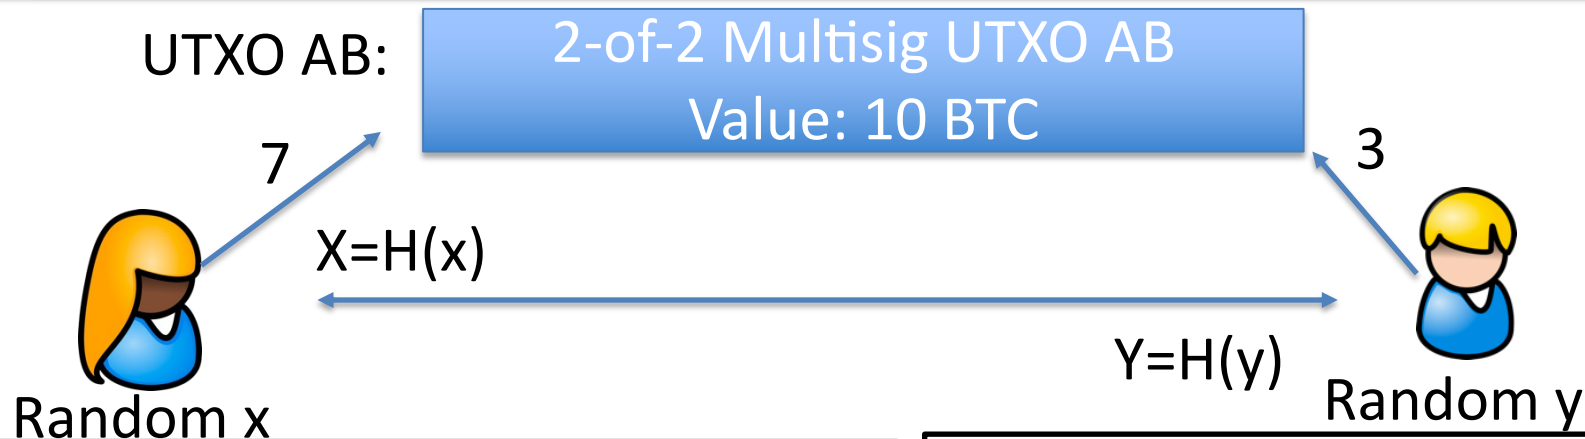 UTXO AB:
2-of-2 Multisig UTXO AB
Value: 10 BTC
7
3
X=H(x)
Y=H(y)
Random x
Random y